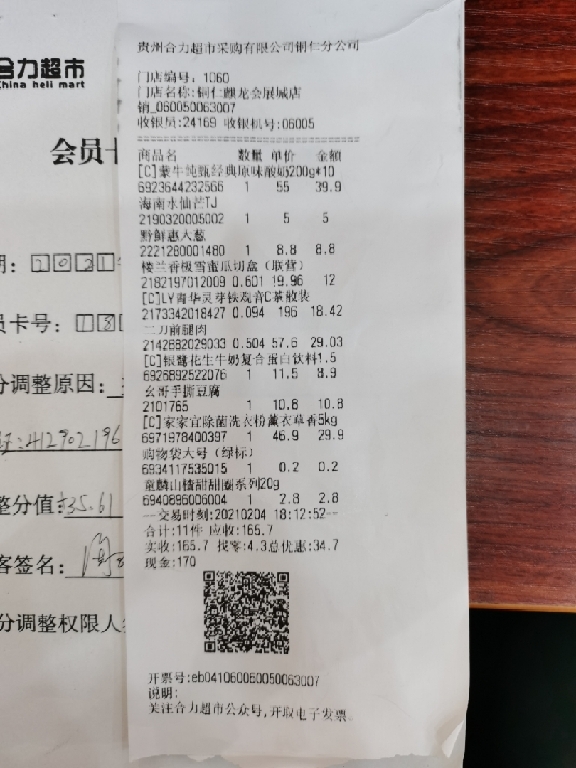 合力超市
China heli mart
会员卡
员卡号:
分调整原因:
整分值:
客签名:
分调整权限人
贵州合力超市采购有限公司铜仁分公司
门店编号: 1060
门店名称:铜仁麒龙会展城店
销_060050063007
收银员:24169 收银机号:06005
商品名 数量 单价 金额
[C]蒙牛纯甄经典原味酸奶200g*10
6923644232566 1 55 39.9
海南水仙芒TJ
2190320005002 1 5 5
黔鲜惠入葱
2221280001480 1 8.8 8.8
楼兰香极雪蜜瓜切盒(联营)
2182197012009 0.601 19.96 12
[C]LY青华灵芽铁观音C革散装
2173342018427 0.094 196 18.42
二刀前腿肉
2142882029033 0.504 57.6 29.03
[C]银鹭花生牛奶复合蛋白饮料1.5
6926892522076 1 11.5 8.9
玄哥手撕豆腐
2101765 1 10.8 10.8
[C]家家宜除菌洗衣粉薰衣草香5kg
6971978400397 1 46.9 29.9
购物袋大号(绿标)
6934117535015 1 0.2 0.2
童麟山楂甜甜圈系列20g
6940896006004 1 2.8 2.8
——交易时刻:20210204 18:12:52——
合计:11件 应收:165.7
实收:165.7 找零:4.3总优惠:34.7
现金:170
开票号:eb041060060050063007
说明:
关注合力超市公众号,开取电子发票。